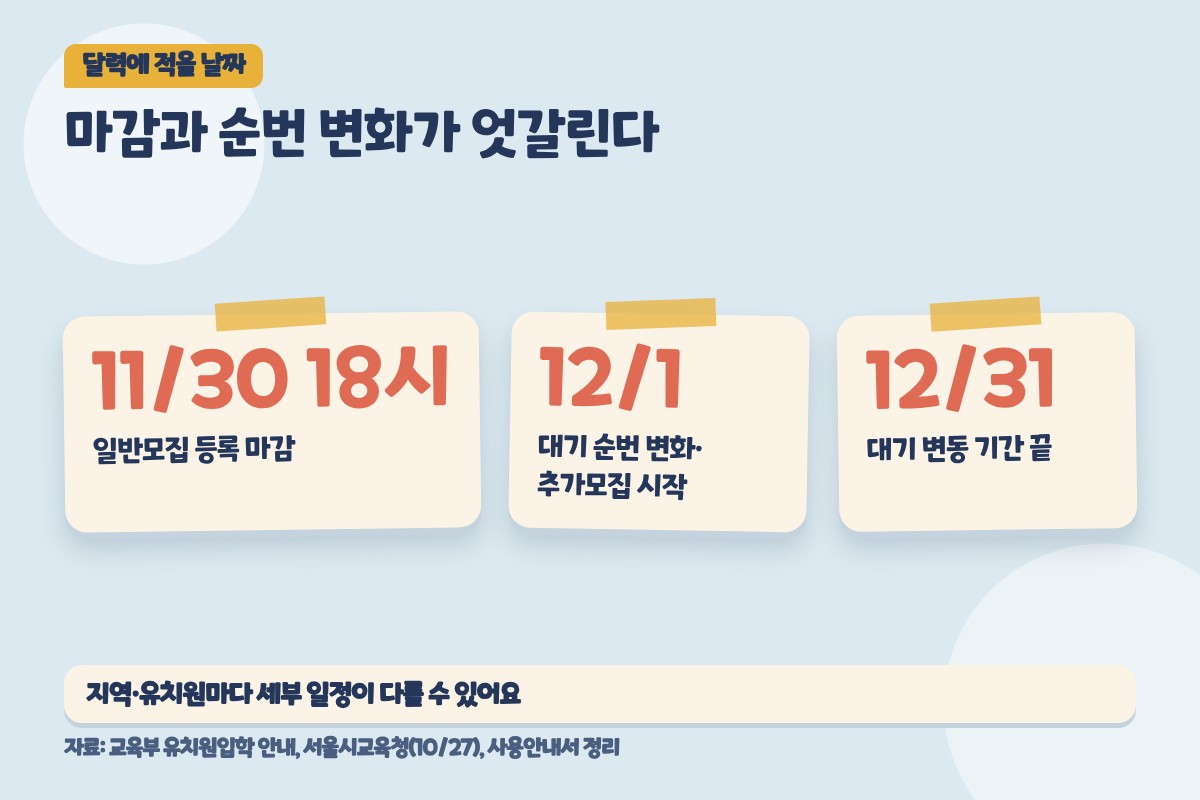 달력에 적을 날짜
마감과 순번 변화가 엇갈린다
11/30 18시
일반모집 등록 마감
12/1
대기 순번 변화·
추가모집 시작
12/31
대기 변동 기간 끝
지역·유치원마다 세부 일정이 다를 수 있어요
자료: 교육부 유치원입학 안내, 서울시교육청(10/27), 사용안내서 정리